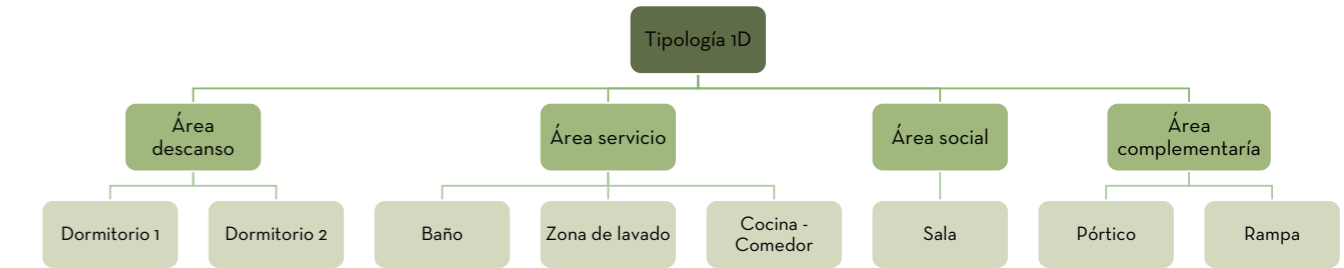 Tipología 1D
Área
descanso
Área servicio
Área social
Área
complementaría
Dormitorio 1
Dormitorio 2
Baño
Zona de lavado
Cocina -
Comedor
Sala
Pórtico
Rampa